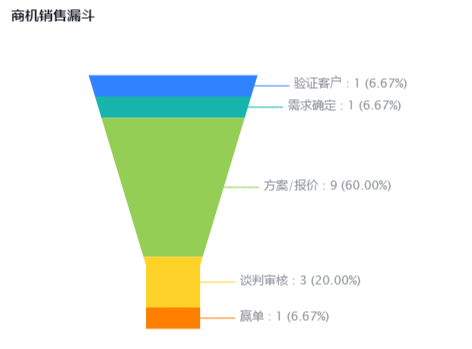 商机销售漏斗
验证客户：1 (6.67%)
需求确定：1 (6.67%)
方案/报价：9 (60.00%)
谈判审核：3 (20.00%)
赢单：1 (6.67%)